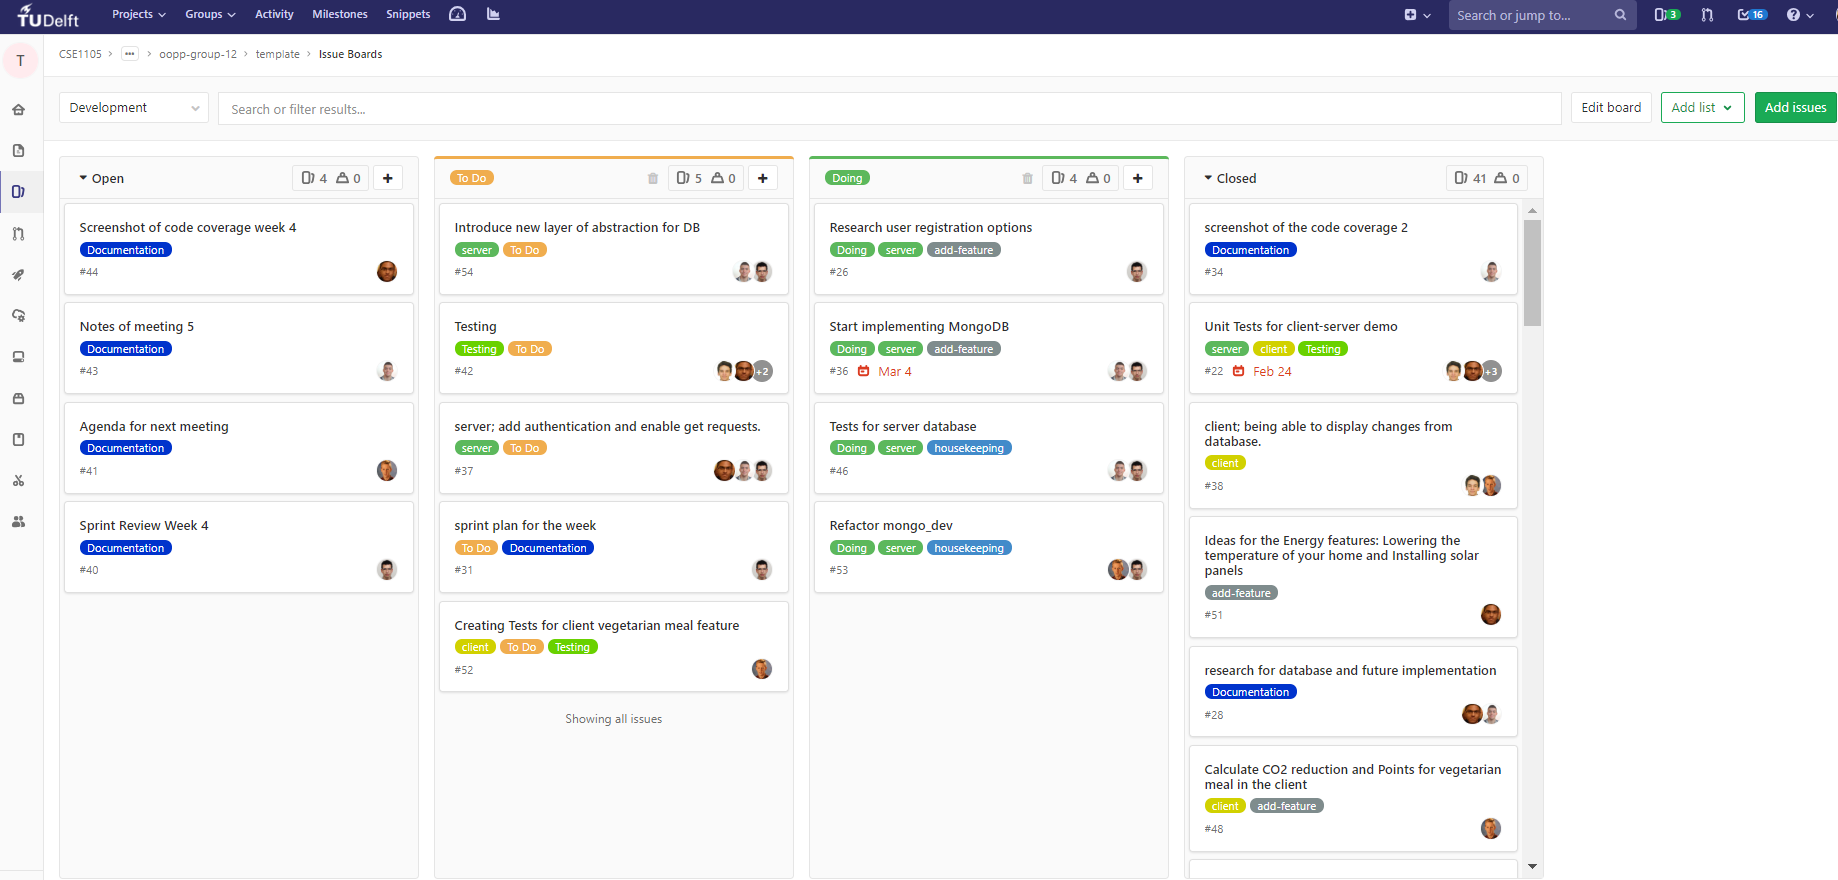 TUDelft Projects Groups Activity Milestones Snippets Search or jump to... 3 16
T CSE1105 oopp-group-12 template Issue Boards
Development Search or filter results... Edit board Add list Add issues
Open 4 0
Screenshot of code coverage week 4
Documentation
#44
Notes of meeting 5
Documentation
#43
Agenda for next meeting
Documentation
#41
Sprint Review Week 4
Documentation
#40
To Do 5 0
Introduce new layer of abstraction for DB
server To Do
#54
Testing
Testing To Do
#42 +2
server; add authentication and enable get requests.
server To Do
#37
sprint plan for the week
To Do Documentation
#31
Creating Tests for client vegetarian meal feature
client To Do Testing
#52
Showing all issues
Doing 4 0
Research user registration options
Doing server add-feature
#26
Start implementing MongoDB
Doing server add-feature
#36 Mar 4
Tests for server database
Doing server housekeeping
#46
Refactor mongo_dev
Doing server housekeeping
#53
Closed 41 0
screenshot of the code coverage 2
Documentation
#34
Unit Tests for client-server demo
server client Testing
#22 Feb 24 +3
client; being able to display changes from
database.
client
#38
Ideas for the Energy features: Lowering the
temperature of your home and Installing solar
panels
add-feature
#51
research for database and future implementation
Documentation
#28
Calculate CO2 reduction and Points for vegetarian
meal in the client
client add-feature
#48